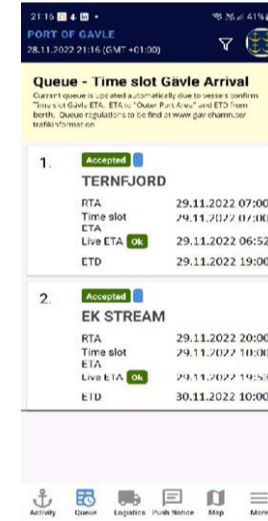 21:16
41%
PORT OF GAVLE
28.11.2022 21:16 (GMT +01:00)
Queue - Time slot Gävle Arrival
Current queue is updated automatically due to vessels confirm
Time slot Gävle ETA. ETA to "Outer Port Area" and ETD from
berth. Queue regulations to be find at www.gavlehamn.se/
trafikinformation
1. Accepted
TERNFJORD
RTA 29.11.2022 07:00
Time slot ETA 29.11.2022 07:00
Live ETA Ok 29.11.2022 06:52
ETD 29.11.2022 19:00
2. Accepted
EK STREAM
RTA 29.11.2022 20:00
Time slot ETA 29.11.2022 10:00
Live ETA Ok 29.11.2022 19:53
ETD 30.11.2022 10:00
Activity Queue Logistics Push Notice Map More